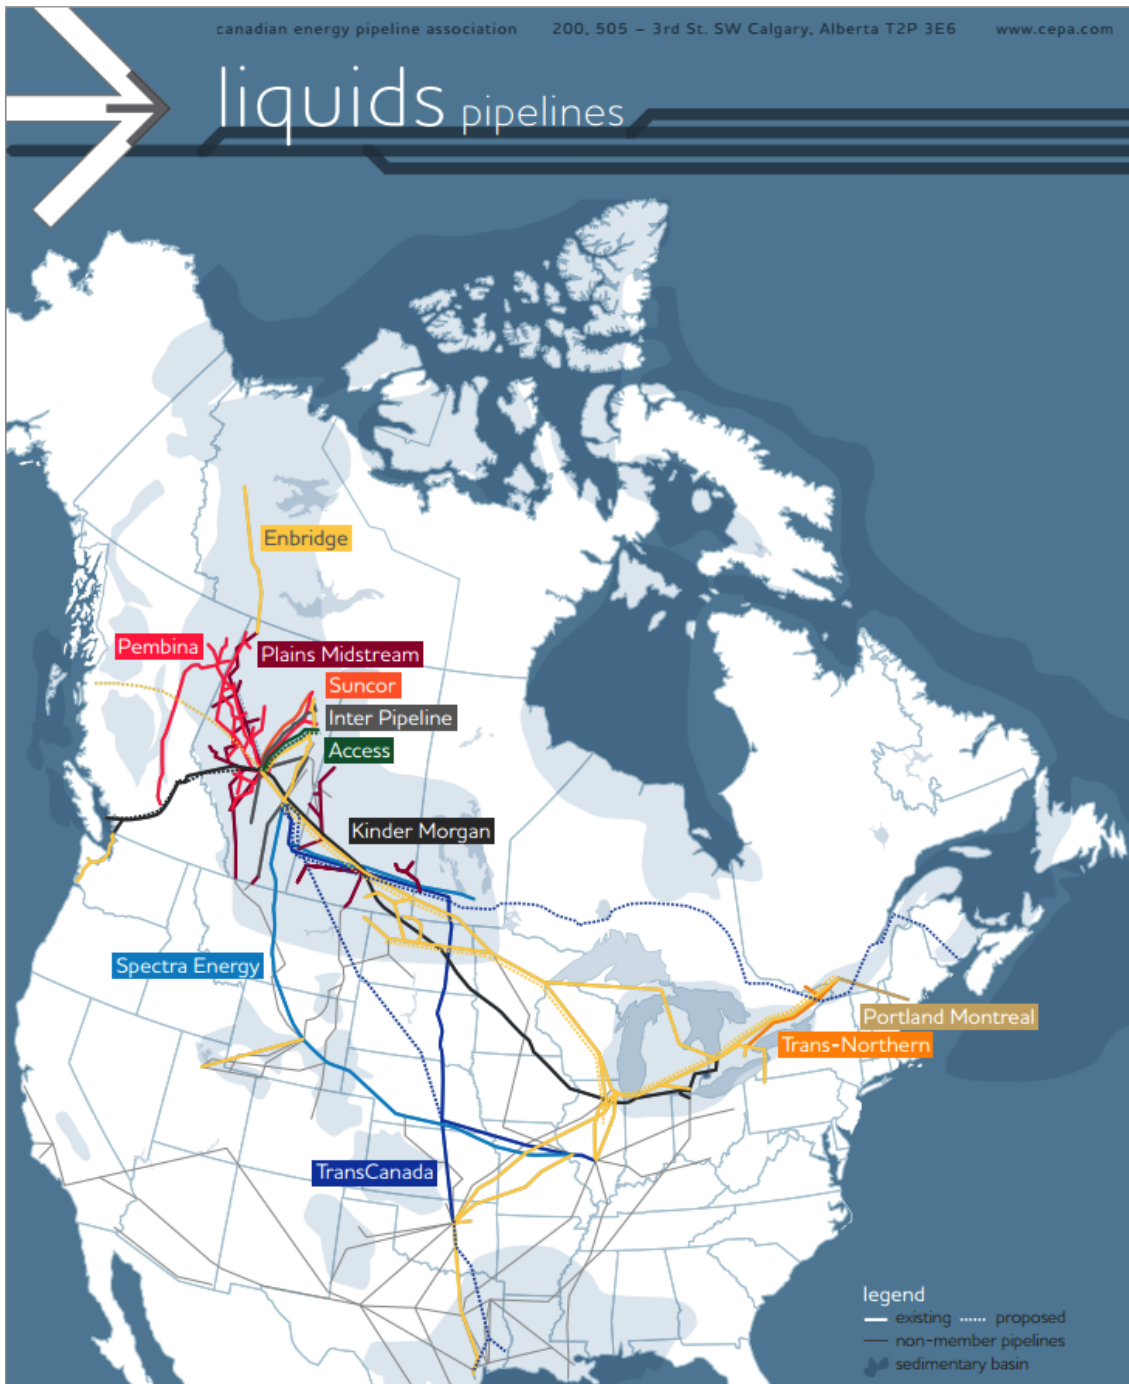 canadian energy pipeline association 200, 505 – 3rd St. SW Calgary, Alberta T2P 3E6 www.cepa.com
liquids pipelines
Enbridge
Pembina
Plains Midstream
Suncor
Inter Pipeline
Access
Kinder Morgan
Spectra Energy
Portland Montreal
Trans-Northern
TransCanada
legend
existing proposed
non-member pipelines
sedimentary basin